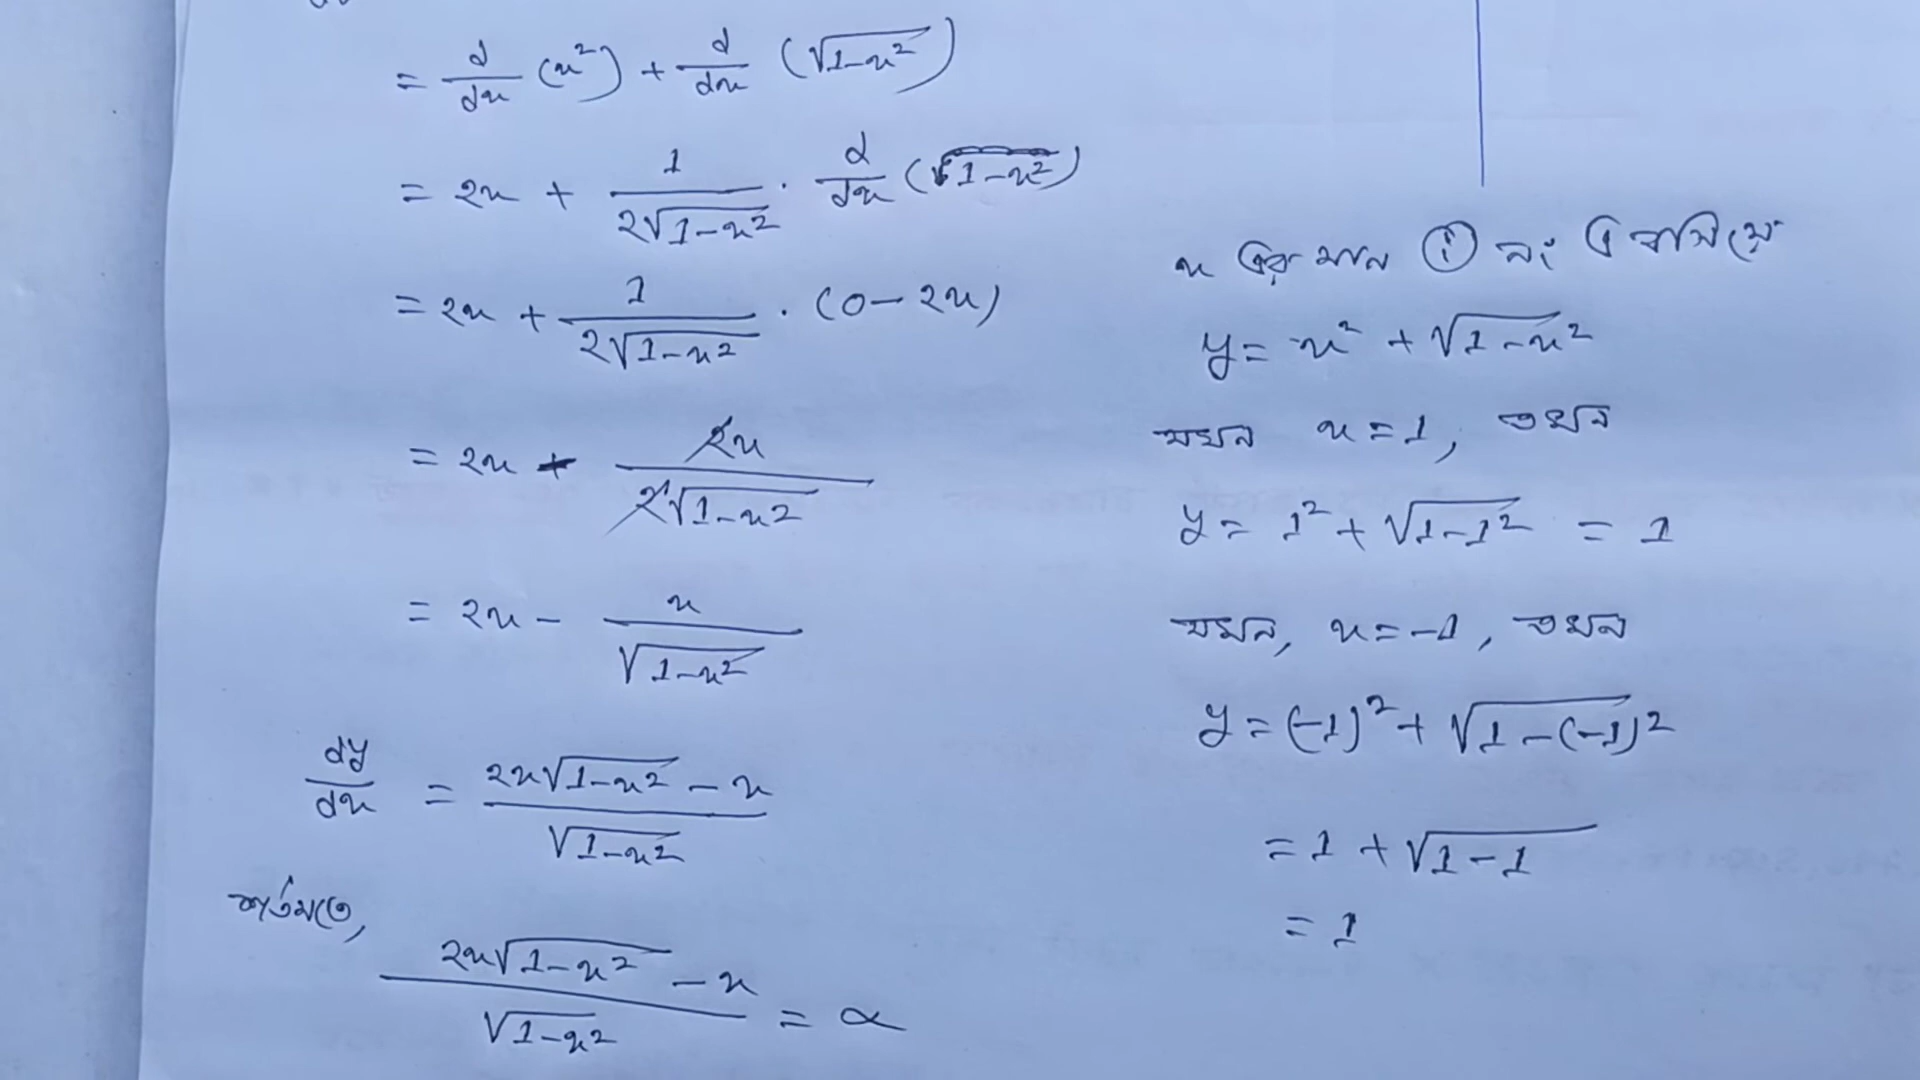 = d/dx (x²) + d/dx (√1-x²)
= 2x + 1/2√1-x² · d/dx (√1-x²)
= 2x + 1/2√1-x² · (0-2x)
= 2x - 2x/2√1-x²
= 2x - x/√1-x²
dy/dx = 2x√1-x² - x/√1-x²
শর্তমতে,
2x√1-x² - x/√1-x² = α
x এর মান ⓘ নং এ বসিয়ে
y = x² + √1-x²
যখন x=1, তখন
y = 1² + √1-1² = 1
যখন, x=-1, তখন
y = (-1)² + √1-(-1)²
= 1 + √1-1
= 1